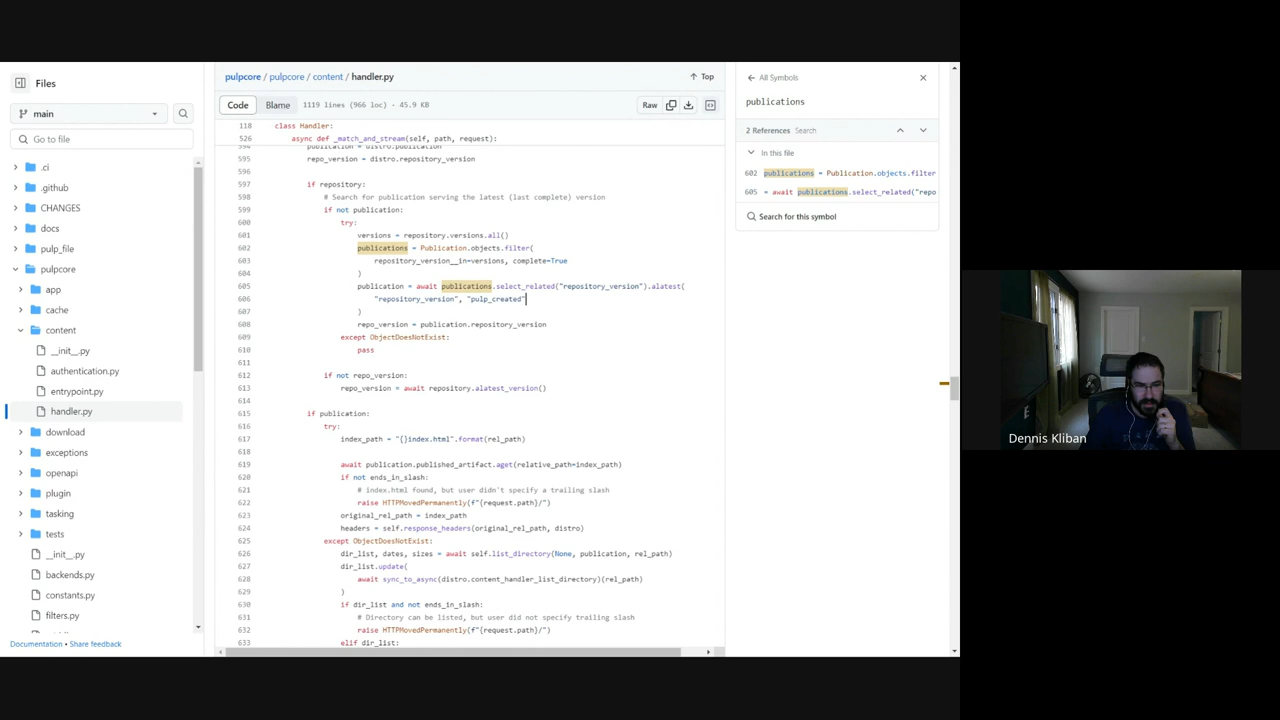 Files
main
Go to file
.ci
.github
CHANGES
docs
pulp_file
pulpcore
app
cache
content
__init__.py
authentication.py
entrypoint.py
handler.py
download
exceptions
openapi
plugin
tasking
tests
__init__.py
backends.py
constants.py
filters.py
Documentation • Share feedback
pulpcore / pulpcore / content / handler.py
Top
Code Blame 1119 lines (966 loc) · 45.9 KB
Raw
118 class Handler:
526 async def _match_and_stream(self, path, request):
594 publication = distro.publication
595 repo_version = distro.repository_version
596
597 if repository:
598 # Search for publication serving the latest (last complete) version
599 if not publication:
600 try:
601 versions = repository.versions.all()
602 publications = Publication.objects.filter(
603 repository_version__in=versions, complete=True
604 )
605 publication = await publications.select_related("repository_version").alatest(
606 "repository_version", "pulp_created"
607 )
608 repo_version = publication.repository_version
609 except ObjectDoesNotExist:
610 pass
611
612 if not repo_version:
613 repo_version = await repository.alatest_version()
614
615 if publication:
616 try:
617 index_path = "{}index.html".format(rel_path)
618
619 await publication.published_artifact.aget(relative_path=index_path)
620 if not ends_in_slash:
621 # index.html found, but user didn't specify a trailing slash
622 raise HTTPMovedPermanently(f"{request.path}/")
623 original_rel_path = index_path
624 headers = self.response_headers(original_rel_path, distro)
625 except ObjectDoesNotExist:
626 dir_list, dates, sizes = await self.list_directory(None, publication, rel_path)
627 dir_list.update(
628 await sync_to_async(distro.content_handler_list_directory)(rel_path)
629 )
630 if dir_list and not ends_in_slash:
631 # Directory can be listed, but user did not specify trailing slash
632 raise HTTPMovedPermanently(f"{request.path}/")
633 elif dir_list:
All Symbols
publications
2 References Search
In this file
602 publications = Publication.objects.filter
605 = await publications.select_related("repo
Search for this symbol
Dennis Kliban